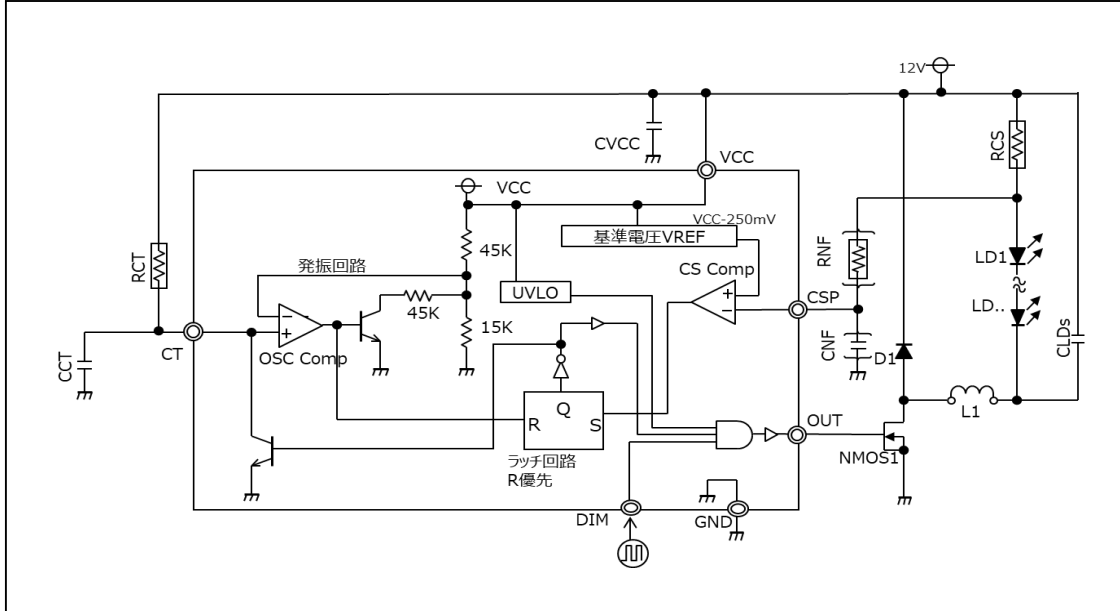 12V
CVCC
VCC
RCS
VCC
VCC-250mV
基準電圧VREF
45K
RNF
LD1
RCT
発振回路
CS Comp
UVLO
CSP
LD..
45K
15K
CT
OSC Comp
CNF
D1
CLDs
CCT
Q
R
S
OUT
L1
ラッチ回路
R優先
NMOS1
DIM
GND